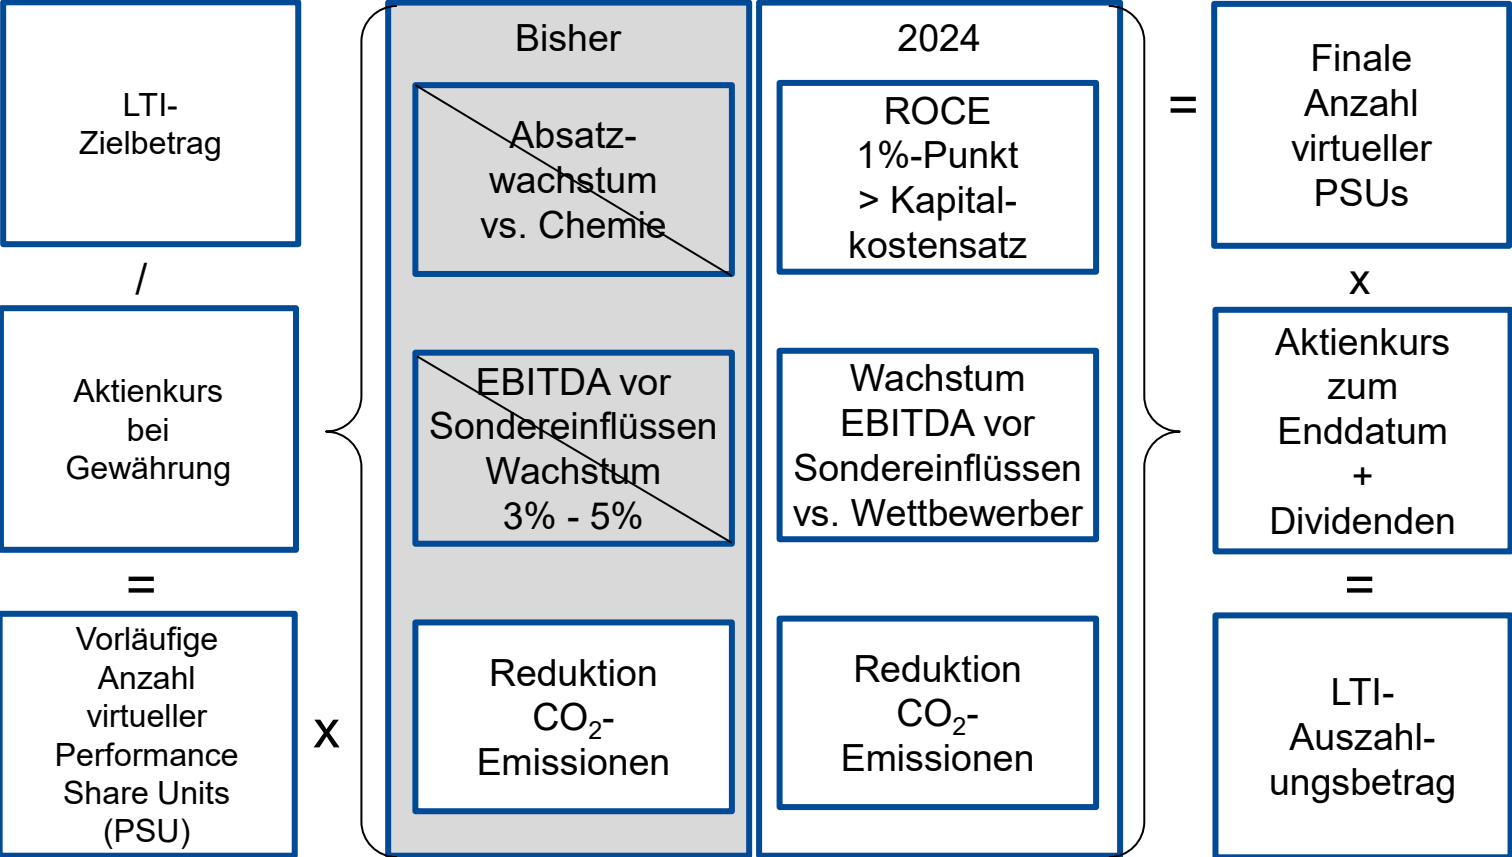 LTI-
Zielbetrag
/
Aktienkurs
bei
Gewährung
=
Vorläufige
Anzahl
virtueller
Performance
Share Units
(PSU)
x
Bisher
Absatz-
wachstum
vs. Chemie
EBITDA vor
Sondereinflüssen
Wachstum
3% - 5%
Reduktion
CO₂-
Emissionen
2024
ROCE
1%-Punkt
> Kapital-
kostensatz
Wachstum
EBITDA vor
Sondereinflüssen
vs. Wettbewerber
Reduktion
CO₂-
Emissionen
=
Finale
Anzahl
virtueller
PSUs
x
Aktienkurs
zum
Enddatum
+
Dividenden
=
LTI-
Auszahl-
ungsbetrag